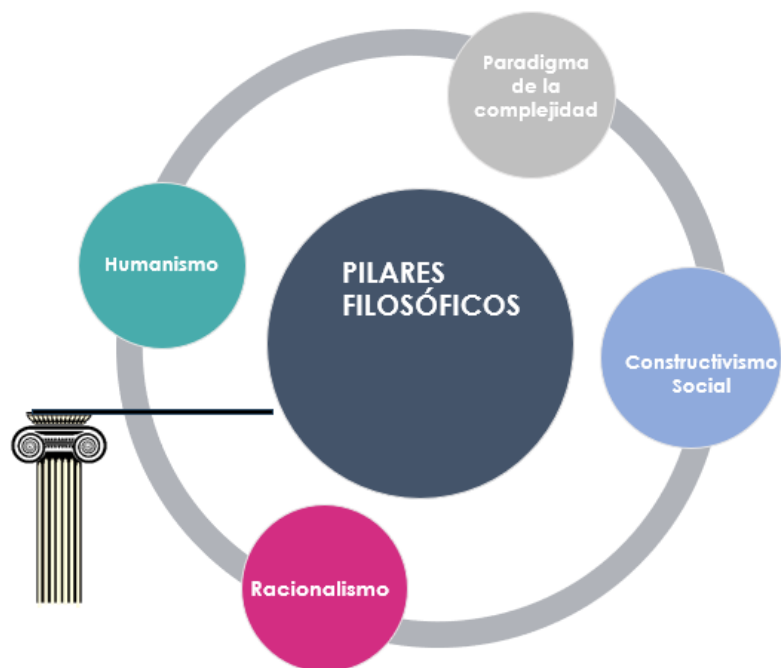 Paradigma
de la
complejidad
Humanismo
PILARES
FILOSÓFICOS
Constructivismo
Social
Racionalismo